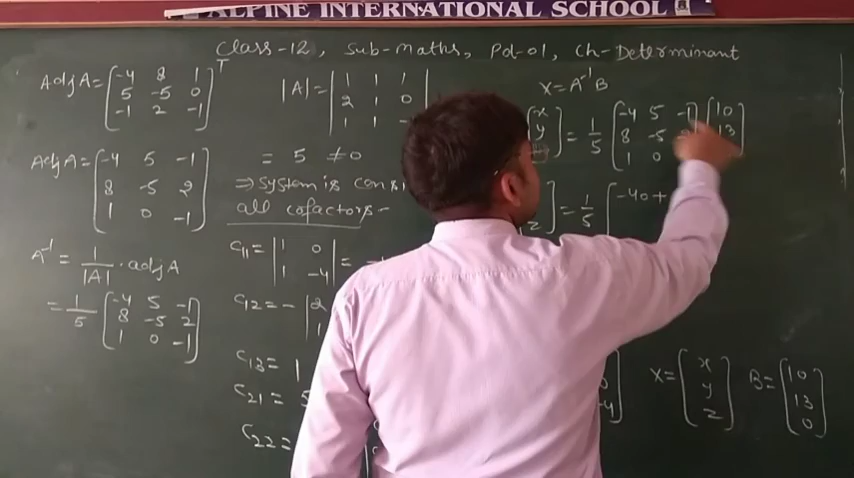 ALPINE INTERNATIONAL SCHOOL
Class-12, Sub-maths, Pd-01, Ch-Determinant
Adj A = [-4 8 1
5 -5 0
-1 2 -1]ᵀ
Adj A = [-4 5 -1
8 -5 2
1 0 -1]
A⁻¹ = 1/|A| . adj A
= 1/5 [-4 5 -1
8 -5 2
1 0 -1]
|A| = |1 1 1
2 1 0
1 1
= 5 ≠ 0
⇒ System is cons
all cofactors -
C11 = |1 0
1 -4| =
C12 = - |2
1
C13 = 1
C21 = 5
C22 =
X = A⁻¹ B
[x
y
= 1/5 [-4 5 -1
8 -5
1 0
[10
13
z] = 1/5 [-40 +
-4]
X = [x
y
z]
B = [10
13
0]